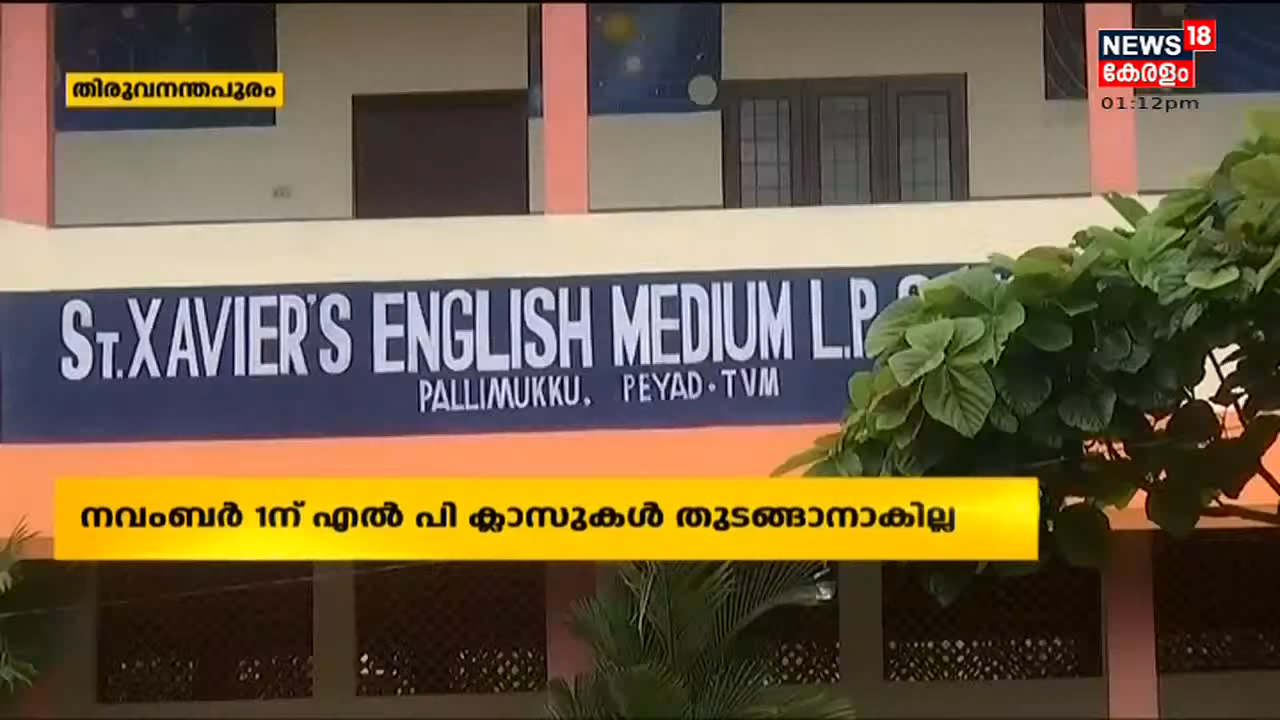 NEWS 18
കേരളം
01:12pm
തിരുവനന്തപുരം
ST. XAVIER'S ENGLISH MEDIUM L.P.
PALLIMUKKU. PEYAD • TVM
നവംബർ 1ന് എൽ പി ക്ലാസുകൾ തുടങ്ങാനാകില്ല